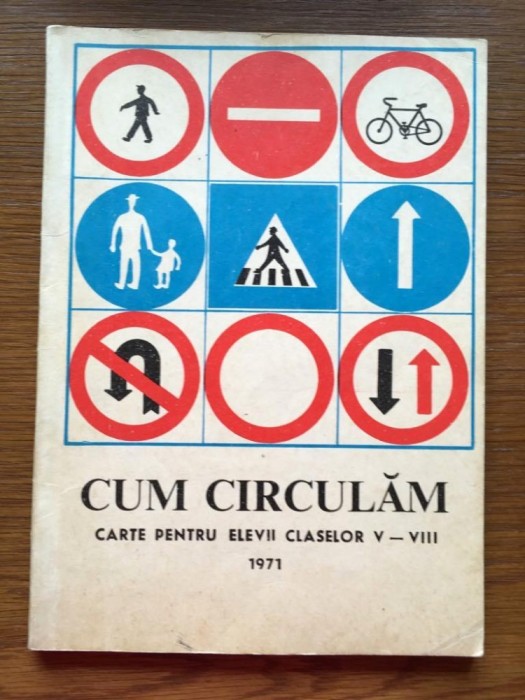 CUM CIRCULĂM
CARTE PENTRU ELEVII CLASELOR V — VIII
1971